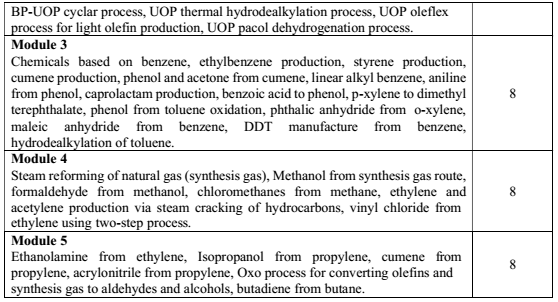 BP-UOP cyclar process, UOP thermal hydrodealkylation process, UOP oleflex
process for light olefin production, UOP pacol dehydrogenation process.
Module 3
Chemicals based on benzene, ethylbenzene production, styrene production,
cumene production, phenol and acetone from cumene, linear alkyl benzene, aniline
from phenol, caprolactam production, benzoic acid to phenol, p-xylene to dimethyl
terephthalate, phenol from toluene oxidation, phthalic anhydride from o-xylene,
maleic anhydride from benzene, DDT manufacture from benzene,
hydrodealkylation of toluene.
8
Module 4
Steam reforming of natural gas (synthesis gas), Methanol from synthesis gas route,
formaldehyde from methanol, chloromethanes from methane, ethylene and
acetylene production via steam cracking of hydrocarbons, vinyl chloride from
ethylene using two-step process.
8
Module 5
Ethanolamine from ethylene, Isopropanol from propylene, cumene from
propylene, acrylonitrile from propylene, Oxo process for converting olefins and
synthesis gas to aldehydes and alcohols, butadiene from butane.
8